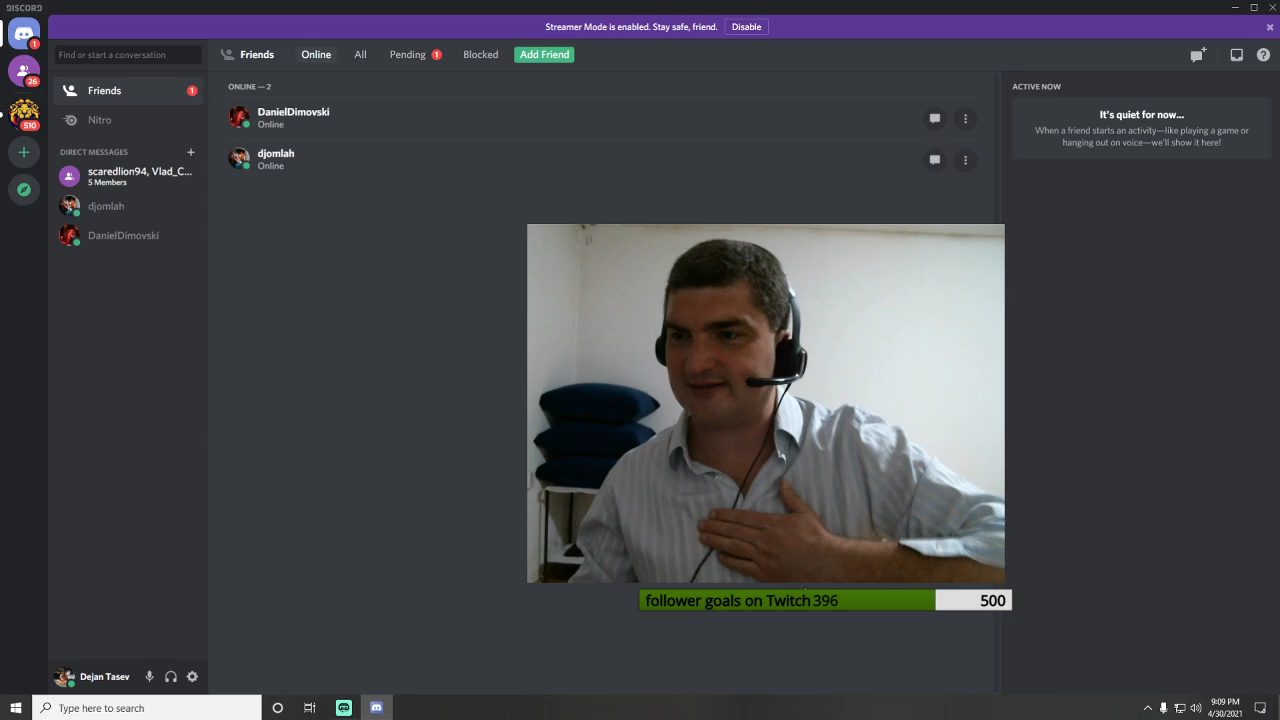 DISCORD
Streamer Mode is enabled. Stay safe, friend.
Disable
1
26
510
Find or start a conversation
Friends
1
Nitro
DIRECT MESSAGES
scaredlion94, Vlad_C...
5 Members
djomlah
DanielDimovski
Friends
Online
All
Pending
1
Blocked
Add Friend
ONLINE — 2
DanielDimovski
Online
djomlah
Online
ACTIVE NOW
It's quiet for now...
When a friend starts an activity—like playing a game or
hanging out on voice—we'll show it here!
follower goals on Twitch 396
500
Dejan Tasev
Type here to search
9:09 PM
4/30/2021